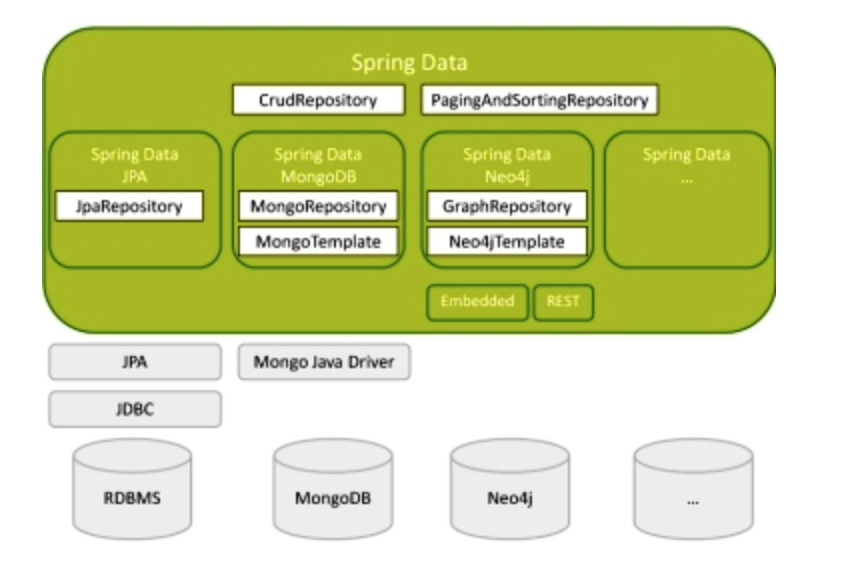 Spring Data
CrudRepository
PagingAndSortingRepository
Spring Data
JPA
JpaRepository
Spring Data
MongoDB
MongoRepository
MongoTemplate
Spring Data
Neo4j
GraphRepository
Neo4jTemplate
Spring Data
...
Embedded
REST
JPA
Mongo Java Driver
JDBC
RDBMS
MongoDB
Neo4j
...